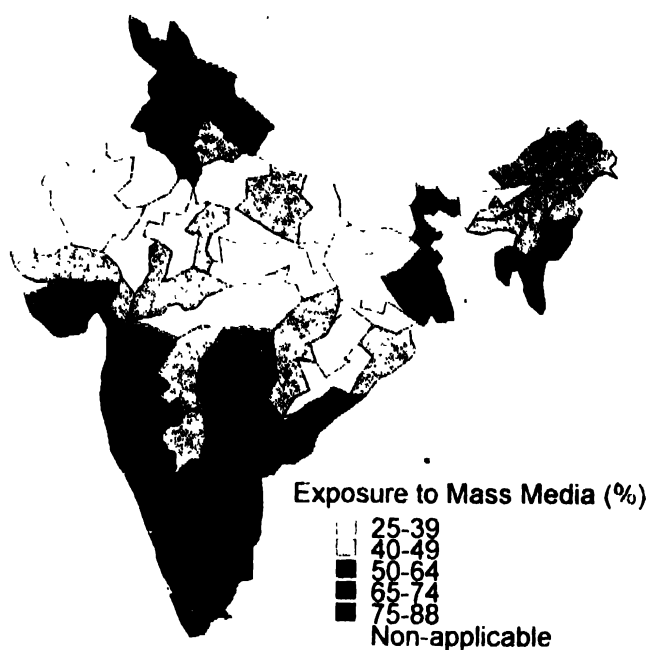 Exposure to Mass Media (%)
25-39
40-49
50-64
65-74
75-88
Non-applicable